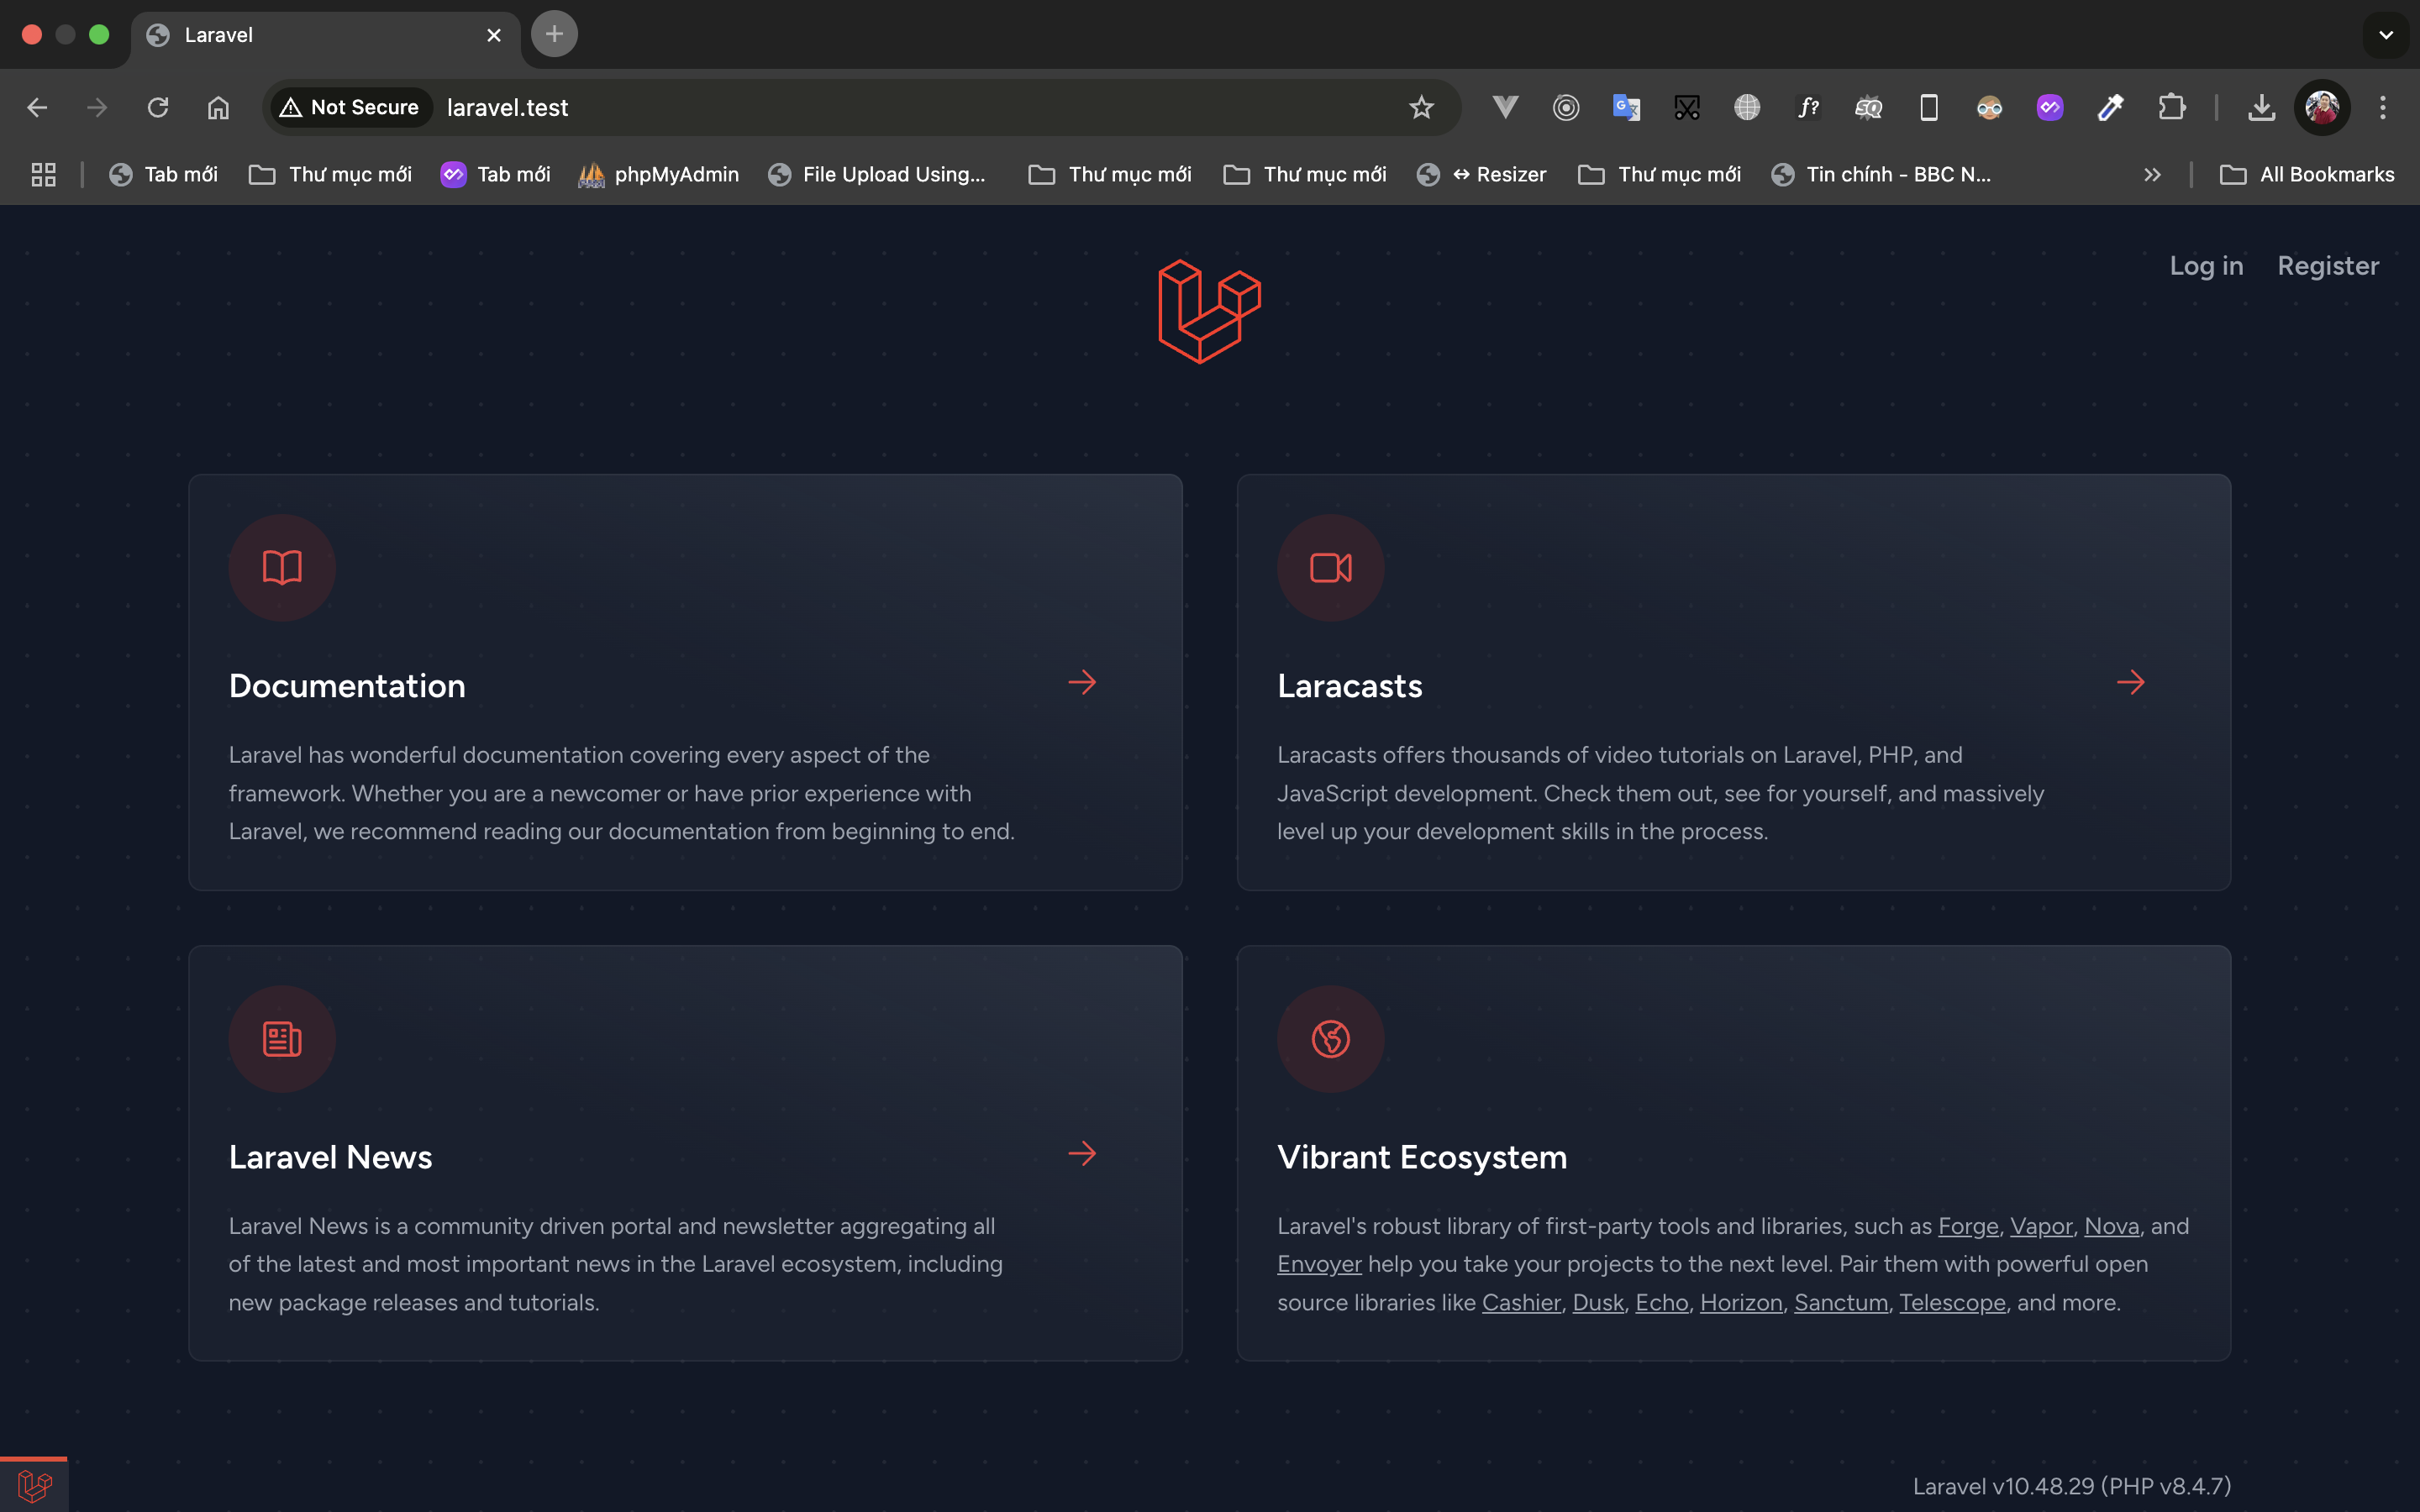 Laravel
Not Secure laravel.test
Tab mới Thư mục mới Tab mới phpMyAdmin File Upload Using... Thư mục mới Thư mục mới ↔ Resizer Thư mục mới Tin chính - BBC N... All Bookmarks
Log in Register
Documentation
Laravel has wonderful documentation covering every aspect of the
framework. Whether you are a newcomer or have prior experience with
Laravel, we recommend reading our documentation from beginning to end.
Laracasts
Laracasts offers thousands of video tutorials on Laravel, PHP, and
JavaScript development. Check them out, see for yourself, and massively
level up your development skills in the process.
Laravel News
Laravel News is a community driven portal and newsletter aggregating all
of the latest and most important news in the Laravel ecosystem, including
new package releases and tutorials.
Vibrant Ecosystem
Laravel's robust library of first-party tools and libraries, such as Forge, Vapor, Nova, and
Envoyer help you take your projects to the next level. Pair them with powerful open
source libraries like Cashier, Dusk, Echo, Horizon, Sanctum, Telescope, and more.
Laravel v10.48.29 (PHP v8.4.7)